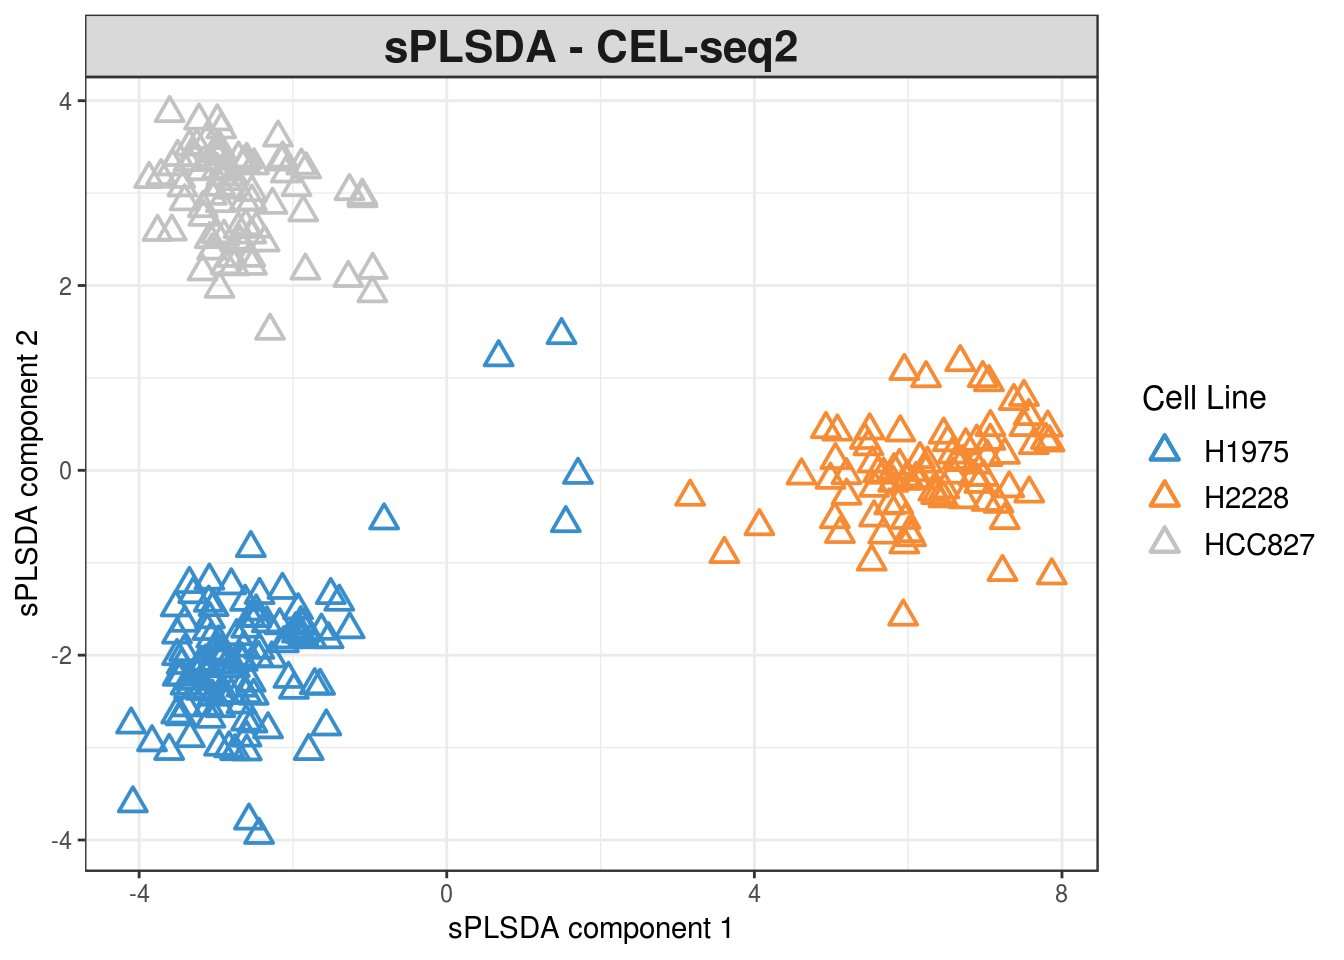 sPLSDA - CEL-seq2
4
2
0
-2
-4
sPLSDA component 2
-4 0 4 8
sPLSDA component 1
Cell Line
H1975
H2228
HCC827